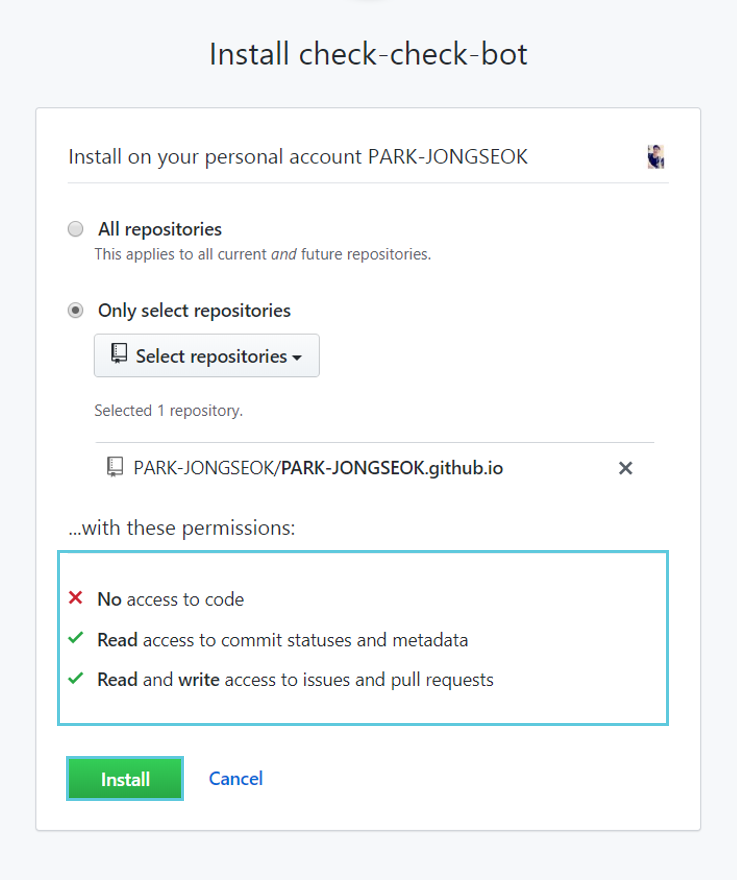 Install check-check-bot
Install on your personal account PARK-JONGSEOK
All repositories
This applies to all current and future repositories.
Only select repositories
Select repositories
Selected 1 repository.
PARK-JONGSEOK/PARK-JONGSEOK.github.io
...with these permissions:
No access to code
Read access to commit statuses and metadata
Read and write access to issues and pull requests
Install Cancel